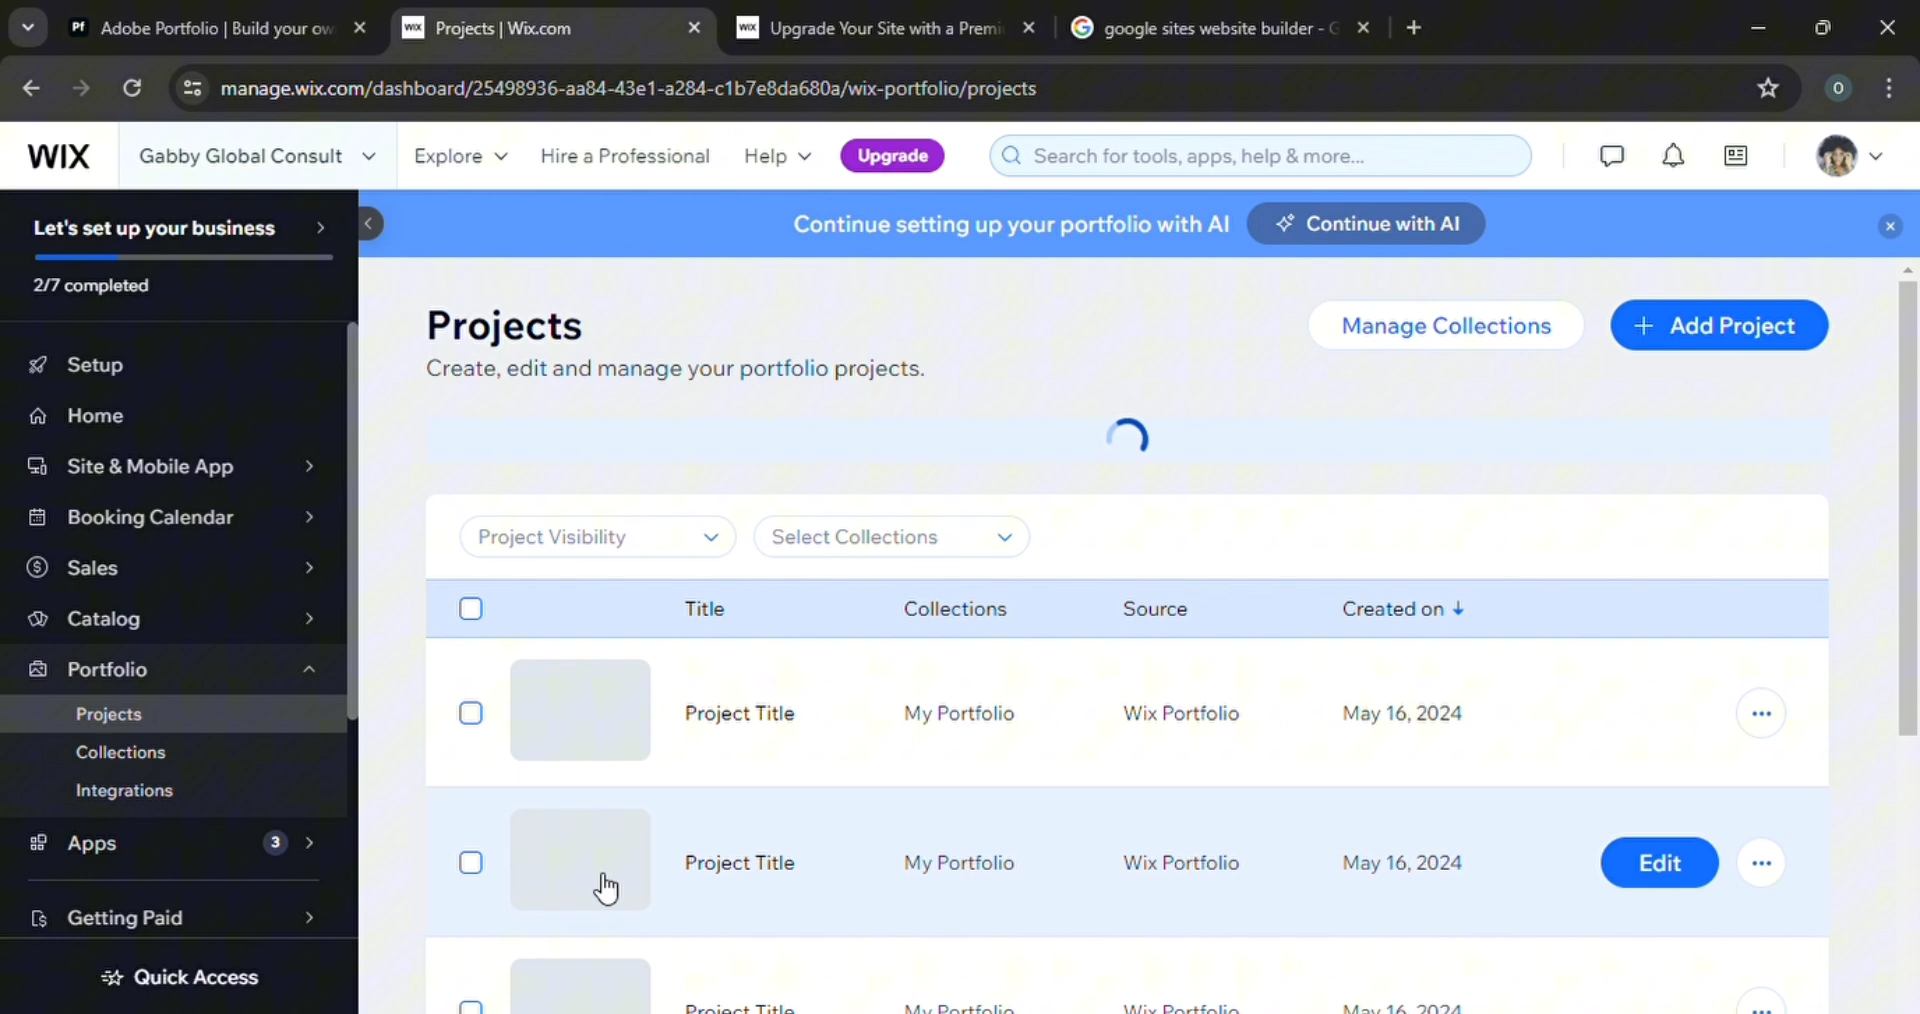 Pf Adobe Portfolio | Build your ow
WIX Projects | Wix.com
WIX Upgrade Your Site with a Premi
google sites website builder - G
manage.wix.com/dashboard/25498936-aa84-43e1-a284-c1b7e8da680a/wix-portfolio/projects
O
WIX
Gabby Global Consult
Explore
Hire a Professional
Help
Upgrade
Search for tools, apps, help & more...
Let's set up your business
2/7 completed
Continue setting up your portfolio with AI
Continue with AI
Setup
Home
Site & Mobile App
Booking Calendar
Sales
Catalog
Portfolio
Projects
Collections
Integrations
Apps 3
Getting Paid
Quick Access
Projects
Create, edit and manage your portfolio projects.
Manage Collections
+ Add Project
Project Visibility
Select Collections
Title Collections Source Created on ↓
Project Title My Portfolio Wix Portfolio May 16, 2024 ...
Project Title My Portfolio Wix Portfolio May 16, 2024 Edit ...
Project Title My Portfolio Wix Portfolio May 16, 2024 ...